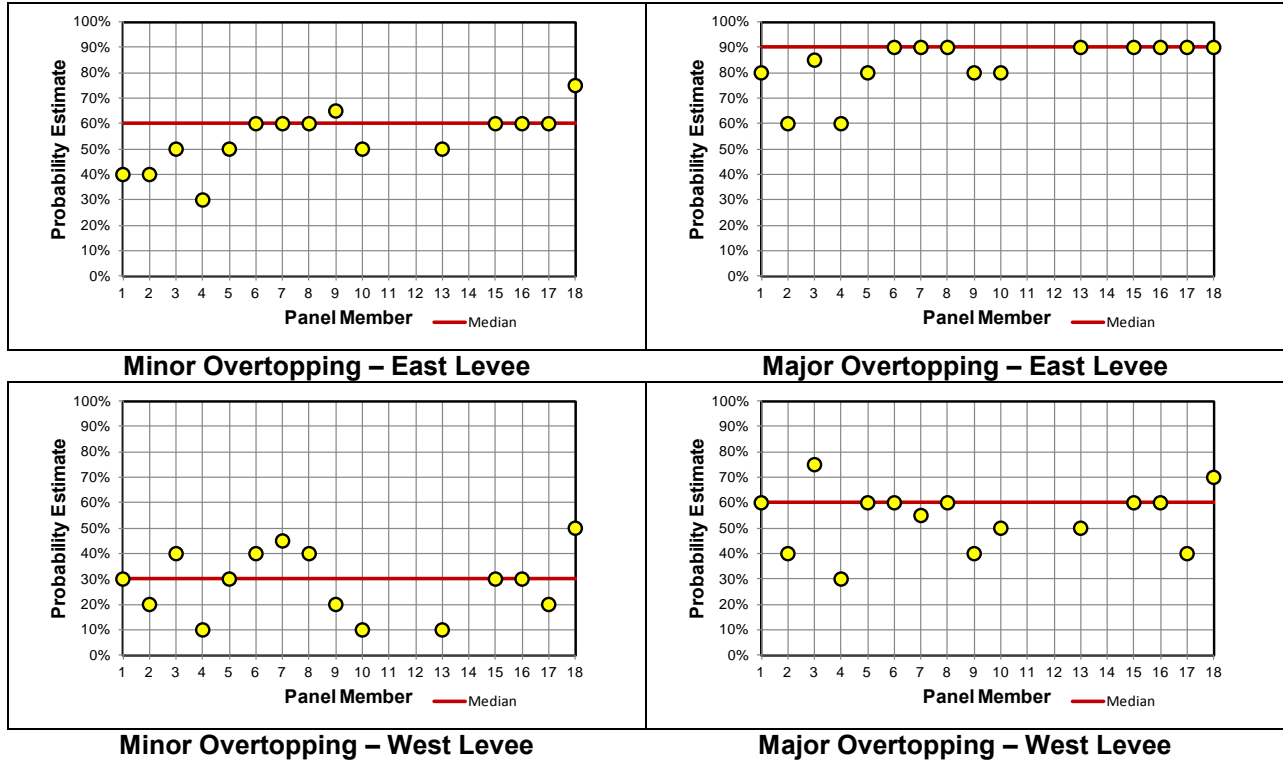 100%
90%
80%
70%
60%
50%
40%
30%
20%
10%
0%
Probability Estimate
1 2 3 4 5 6 7 8 9 10 11 12 13 14 15 16 17 18
Panel Member
Median
Minor Overtopping – East Levee
100%
90%
80%
70%
60%
50%
40%
30%
20%
10%
0%
Probability Estimate
1 2 3 4 5 6 7 8 9 10 11 12 13 14 15 16 17 18
Panel Member
Median
Major Overtopping – East Levee
100%
90%
80%
70%
60%
50%
40%
30%
20%
10%
0%
Probability Estimate
1 2 3 4 5 6 7 8 9 10 11 12 13 14 15 16 17 18
Panel Member
Median
Minor Overtopping – West Levee
100%
90%
80%
70%
60%
50%
40%
30%
20%
10%
0%
Probability Estimate
1 2 3 4 5 6 7 8 9 10 11 12 13 14 15 16 17 18
Panel Member
Median
Major Overtopping – West Levee